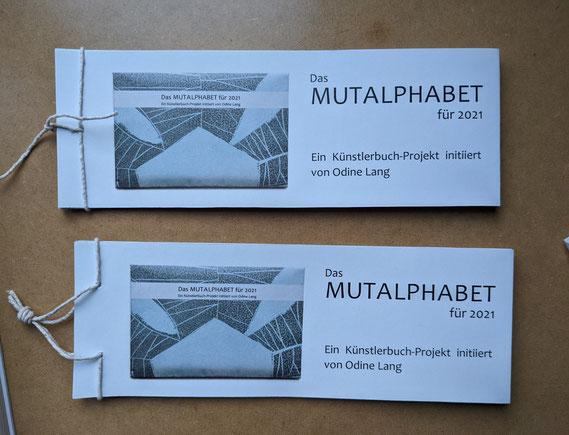 Das MUTALPHABET für 2021
Ein Künstlerbuch-Projekt initiiert von Odine Lang
Das
MUTALPHABET
für 2021
Ein Künstlerbuch-Projekt initiiert
von Odine Lang
Das MUTALPHABET für 2021
Ein Künstlerbuch-Projekt initiiert von Odine Lang
Das
MUTALPHABET
für 2021
Ein Künstlerbuch-Projekt initiiert
von Odine Lang